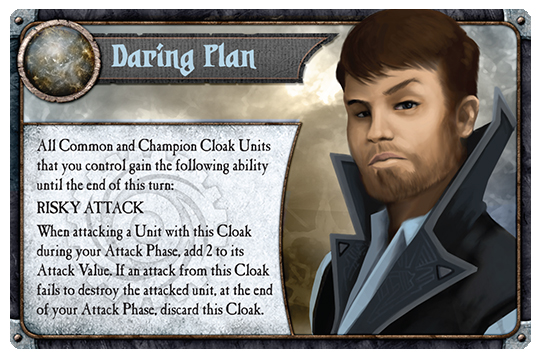 Daring Plan
All Common and Champion Cloak Units
that you control gain the following ability
until the end of this turn:
RISKY ATTACK
When attacking a Unit with this Cloak
during your Attack Phase, add 2 to its
Attack Value. If an attack from this Cloak
fails to destroy the attacked unit, at the end
of your Attack Phase, discard this Cloak.